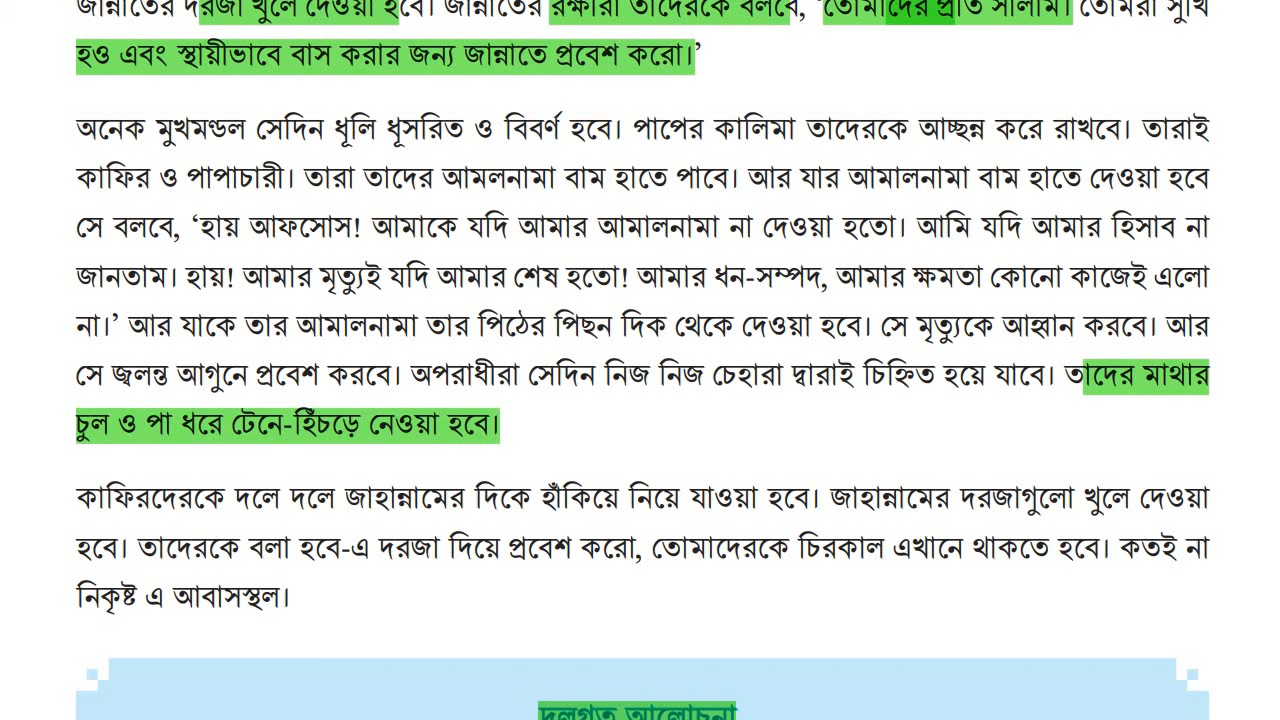 জান্নাতের দরজা খুলে দেওয়া হবে। জান্নাতের রক্ষীরা তাদেরকে বলবে, ‘তোমাদের প্রতি সালাম। তোমরা সুখি
হও এবং স্থায়ীভাবে বাস করার জন্য জান্নাতে প্রবেশ করো।’
অনেক মুখমণ্ডল সেদিন ধূলি ধূসরিত ও বিবর্ণ হবে। পাপের কালিমা তাদেরকে আচ্ছন্ন করে রাখবে। তারাই
কাফির ও পাপাচারী। তারা তাদের আমলনামা বাম হাতে পাবে। আর যার আমালনামা বাম হাতে দেওয়া হবে
সে বলবে, ‘হায় আফসোস! আমাকে যদি আমার আমালনামা না দেওয়া হতো। আমি যদি আমার হিসাব না
জানতাম। হায়! আমার মৃত্যুই যদি আমার শেষ হতো! আমার ধন-সম্পদ, আমার ক্ষমতা কোনো কাজেই এলো
না।’ আর যাকে তার আমালনামা তার পিঠের পিছন দিক থেকে দেওয়া হবে। সে মৃত্যুকে আহ্বান করবে। আর
সে জ্বলন্ত আগুনে প্রবেশ করবে। অপরাধীরা সেদিন নিজ নিজ চেহারা দ্বারাই চিহ্নিত হয়ে যাবে। তাদের মাথার
চুল ও পা ধরে টেনে-হিঁচড়ে নেওয়া হবে।
কাফিরদেরকে দলে দলে জাহান্নামের দিকে হাঁকিয়ে নিয়ে যাওয়া হবে। জাহান্নামের দরজাগুলো খুলে দেওয়া
হবে। তাদেরকে বলা হবে-এ দরজা দিয়ে প্রবেশ করো, তোমাদেরকে চিরকাল এখানে থাকতে হবে। কতই না
নিকৃষ্ট এ আবাসস্থল।
দলগত আলোচনা